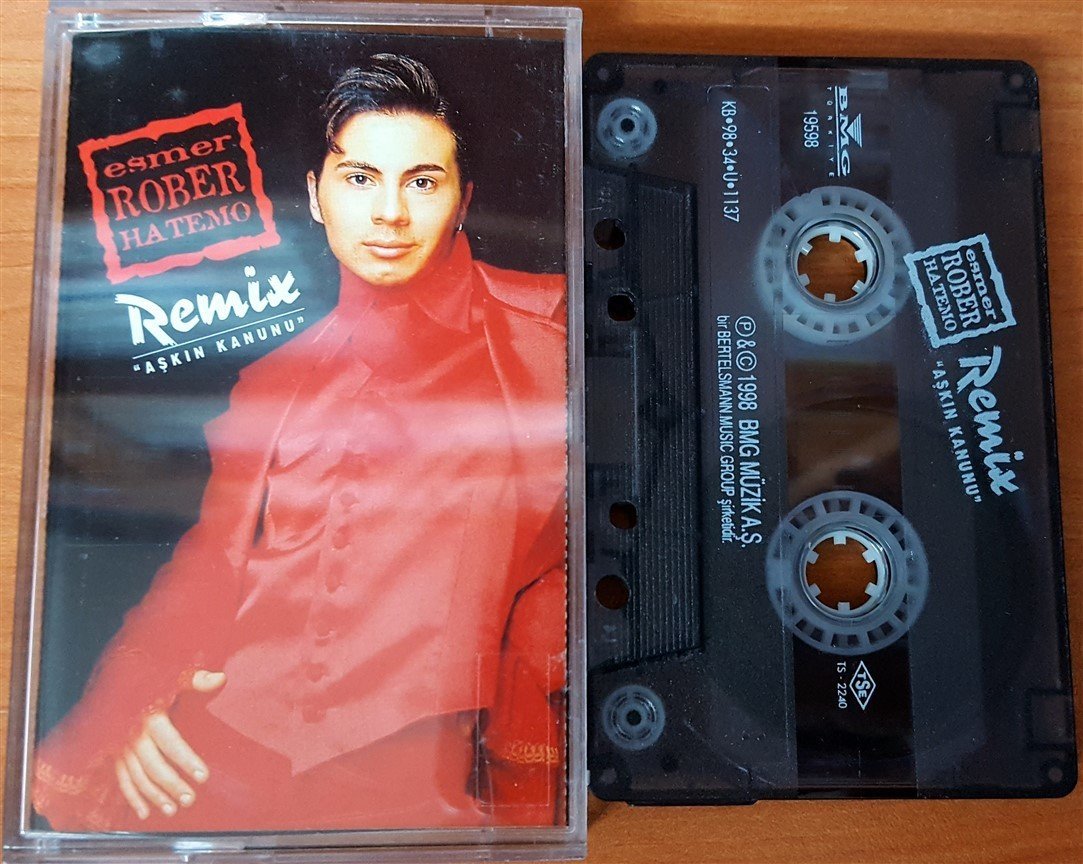 esmer
ROBER
HATEMO
Remix
"AŞKIN KANUNU"
BMG
TÜRKİYE
19598
KB•98•34•Ü•1137
esmer
ROBER
HATEMO
Remix
"AŞKIN KANUNU"
℗&© 1998 BMG MÜZİK A.Ş.
bir BERTELSMANN MUSIC GROUP şirketidir.
TSE
TS - 2240